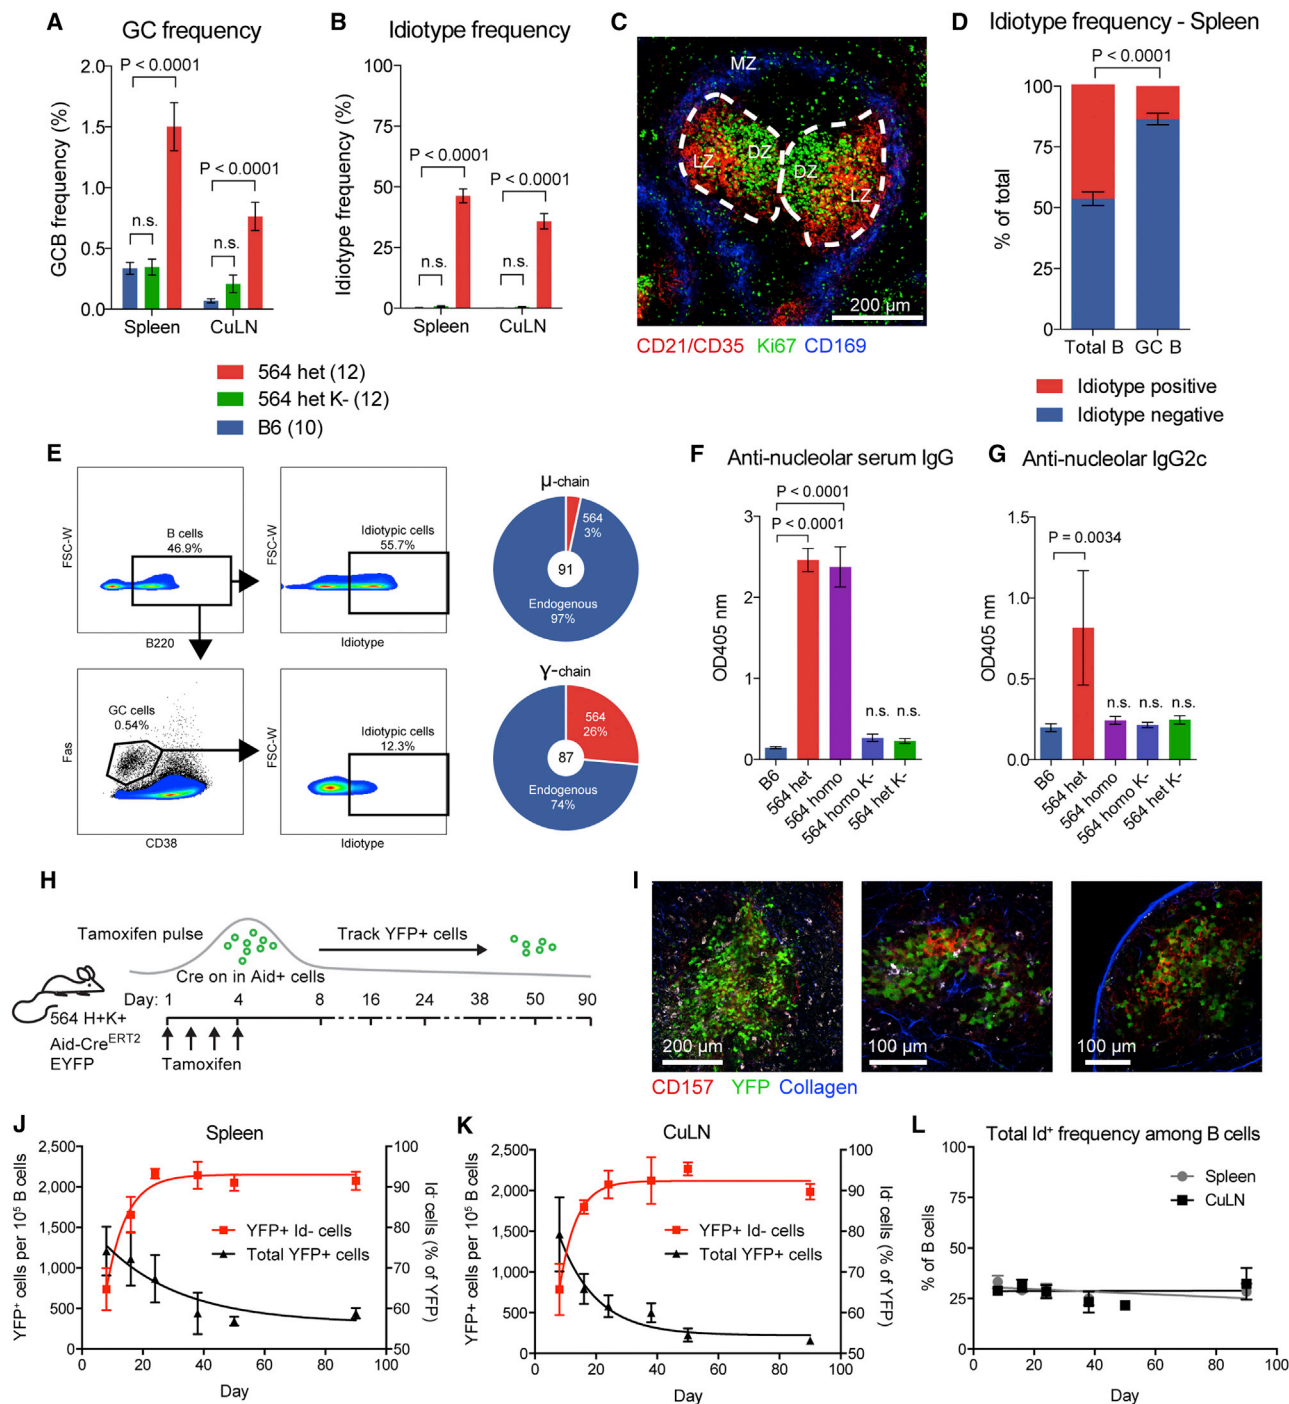 A
GC frequency
GCB frequency (%)
2.0
1.5
1.0
0.5
0.0
P < 0.0001
P < 0.0001
n.s.
n.s.
Spleen
CuLN
B
Idiotype frequency
Idiotype frequency (%)
100
75
50
25
0
P < 0.0001
P < 0.0001
n.s.
n.s.
Spleen
CuLN
564 het (12)
564 het K- (12)
B6 (10)
C
MZ
LZ
DZ
DZ
LZ
200 µm
CD21/CD35 Ki67 CD169
D
Idiotype frequency - Spleen
P < 0.0001
% of total
100
75
50
25
0
Total B
GC B
Idiotype positive
Idiotype negative
E
FSC-W
B cells
46.9%
B220
FSC-W
Idiotypic cells
55.7%
Idiotype
Fas
GC cells
0.54%
CD38
FSC-W
Idiotypic cells
12.3%
Idiotype
µ-chain
564
3%
91
Endogenous
97%
γ-chain
564
26%
87
Endogenous
74%
F
Anti-nucleolar serum IgG
P < 0.0001
P < 0.0001
OD405 nm
3
2
1
0
n.s.
n.s.
B6
564 het
564 homo
564 homo K-
564 het K-
G
Anti-nucleolar IgG2c
P = 0.0034
OD405 nm
1.5
1.0
0.5
0.0
n.s.
n.s.
n.s.
B6
564 het
564 homo
564 homo K-
564 het K-
H
Tamoxifen pulse
Track YFP+ cells
Cre on in Aid+ cells
Day: 1 4 8 16 24 38 50 90
564 H+K+
Aid-CreERT2
EYFP
Tamoxifen
I
200 µm
100 µm
100 µm
CD157 YFP Collagen
J
Spleen
YFP+ cells per 10⁵ B cells
2,500
2,000
1,500
1,000
500
0
YFP+ Id- cells
Total YFP+ cells
100
90
80
70
60
50
Id- cells (% of YFP)
0 20 40 60 80 100
Day
K
CuLN
YFP+ cells per 10⁵ B cells
2,500
2,000
1,500
1,000
500
0
YFP+ Id- cells
Total YFP+ cells
100
90
80
70
60
50
Id- cells (% of YFP)
0 20 40 60 80 100
Day
L
Total Id⁺ frequency among B cells
% of B cells
100
75
50
25
0
Spleen
CuLN
0 20 40 60 80 100
Day